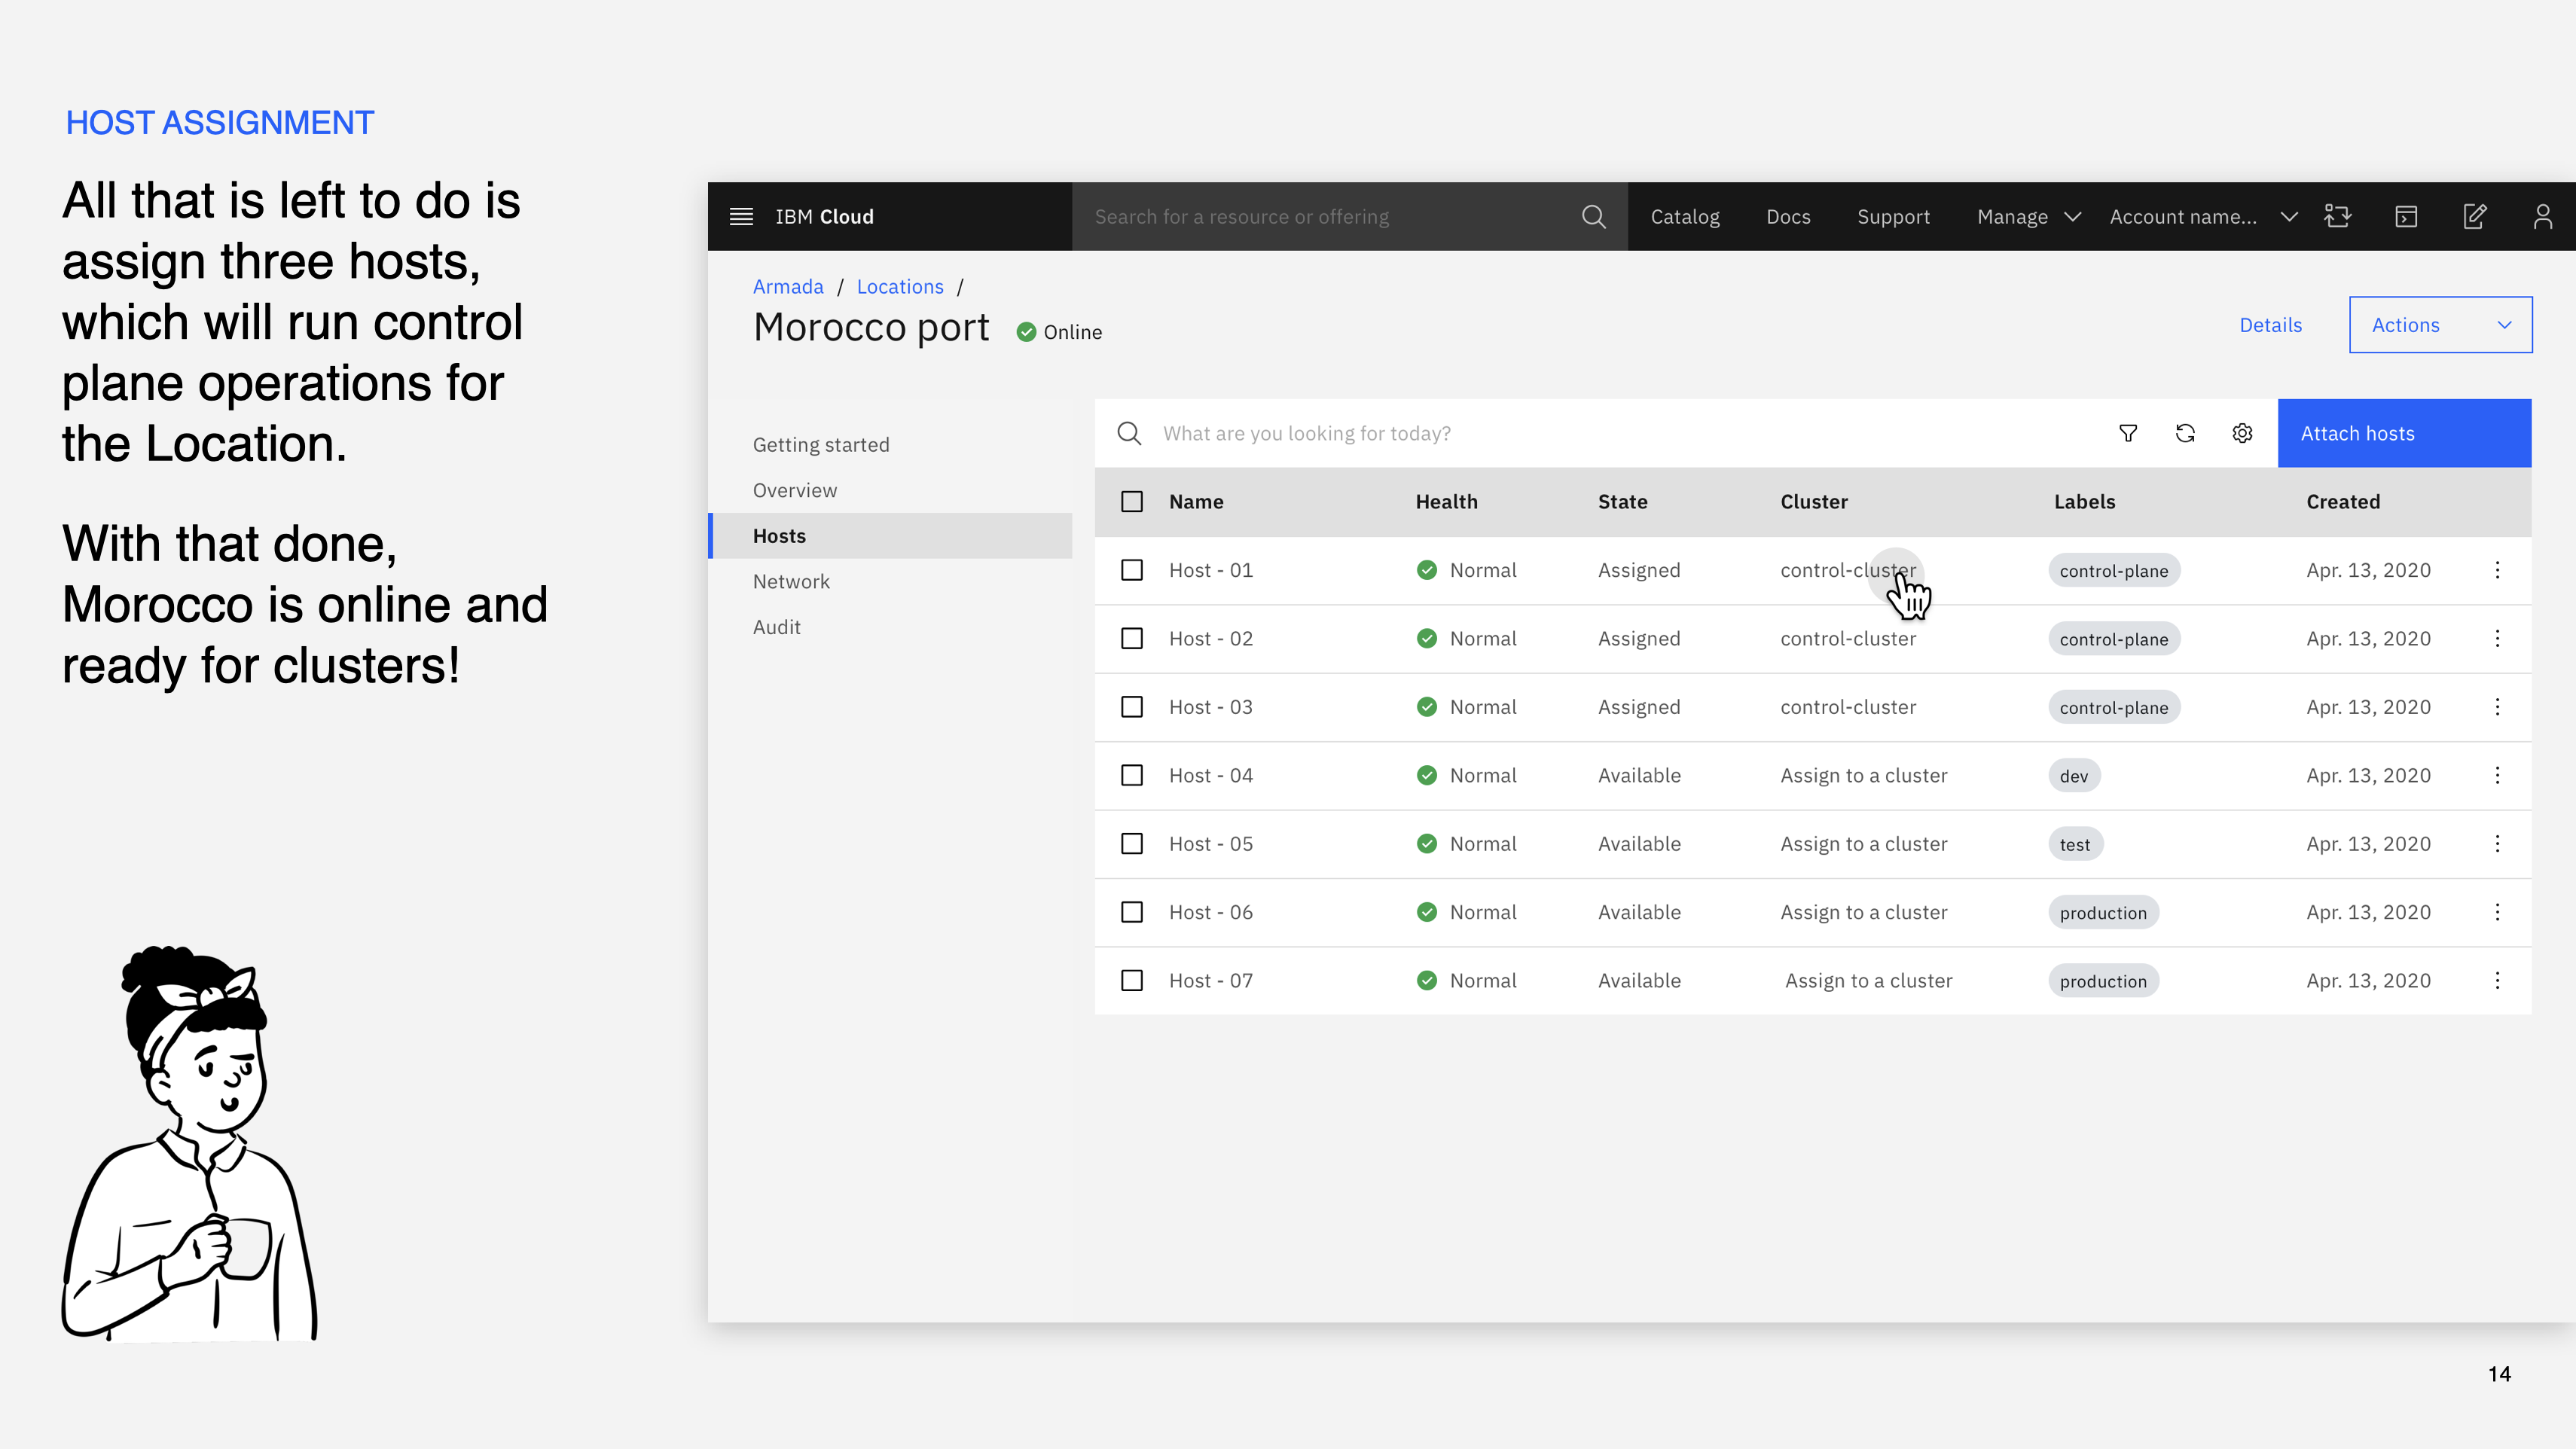 HOST ASSIGNMENT
All that is left to do is
assign three hosts,
which will run control
plane operations for
the Location.
With that done,
Morocco is online and
ready for clusters!
IBM Cloud
Search for a resource or offering
Catalog
Docs
Support
Manage
Account name...
Armada / Locations /
Morocco port
Online
Details
Actions
Getting started
Overview
Hosts
Network
Audit
What are you looking for today?
Attach hosts
Name Health State Cluster Labels Created
Host - 01 Normal Assigned control-cluster control-plane Apr. 13, 2020
Host - 02 Normal Assigned control-cluster control-plane Apr. 13, 2020
Host - 03 Normal Assigned control-cluster control-plane Apr. 13, 2020
Host - 04 Normal Available Assign to a cluster dev Apr. 13, 2020
Host - 05 Normal Available Assign to a cluster test Apr. 13, 2020
Host - 06 Normal Available Assign to a cluster production Apr. 13, 2020
Host - 07 Normal Available Assign to a cluster production Apr. 13, 2020
14